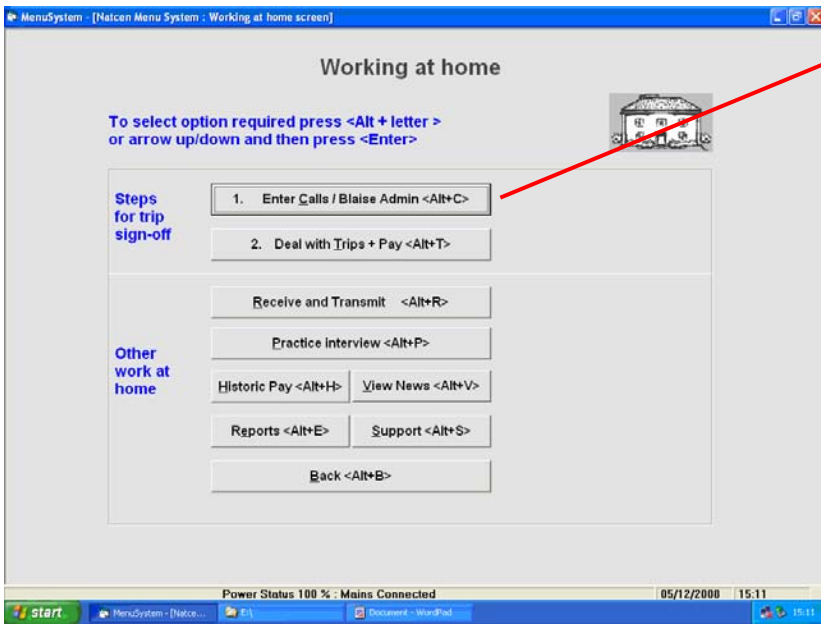 MenuSystem - [Natcen Menu System : Working at home screen]
Working at home
To select option required press <Alt + letter >
or arrow up/down and then press <Enter>
Steps
for trip
sign-off
1. Enter Calls / Blaise Admin <Alt+C>
2. Deal with Trips + Pay <Alt+T>
Other
work at
home
Receive and Transmit <Alt+R>
Practice interview <Alt+P>
Historic Pay <Alt+H> View News <Alt+V>
Reports <Alt+E> Support <Alt+S>
Back <Alt+B>
Power Status 100 % : Mains Connected 05/12/2008 15:11
start MenuSystem - [Natce... E:\ Document - WordPad 15:11